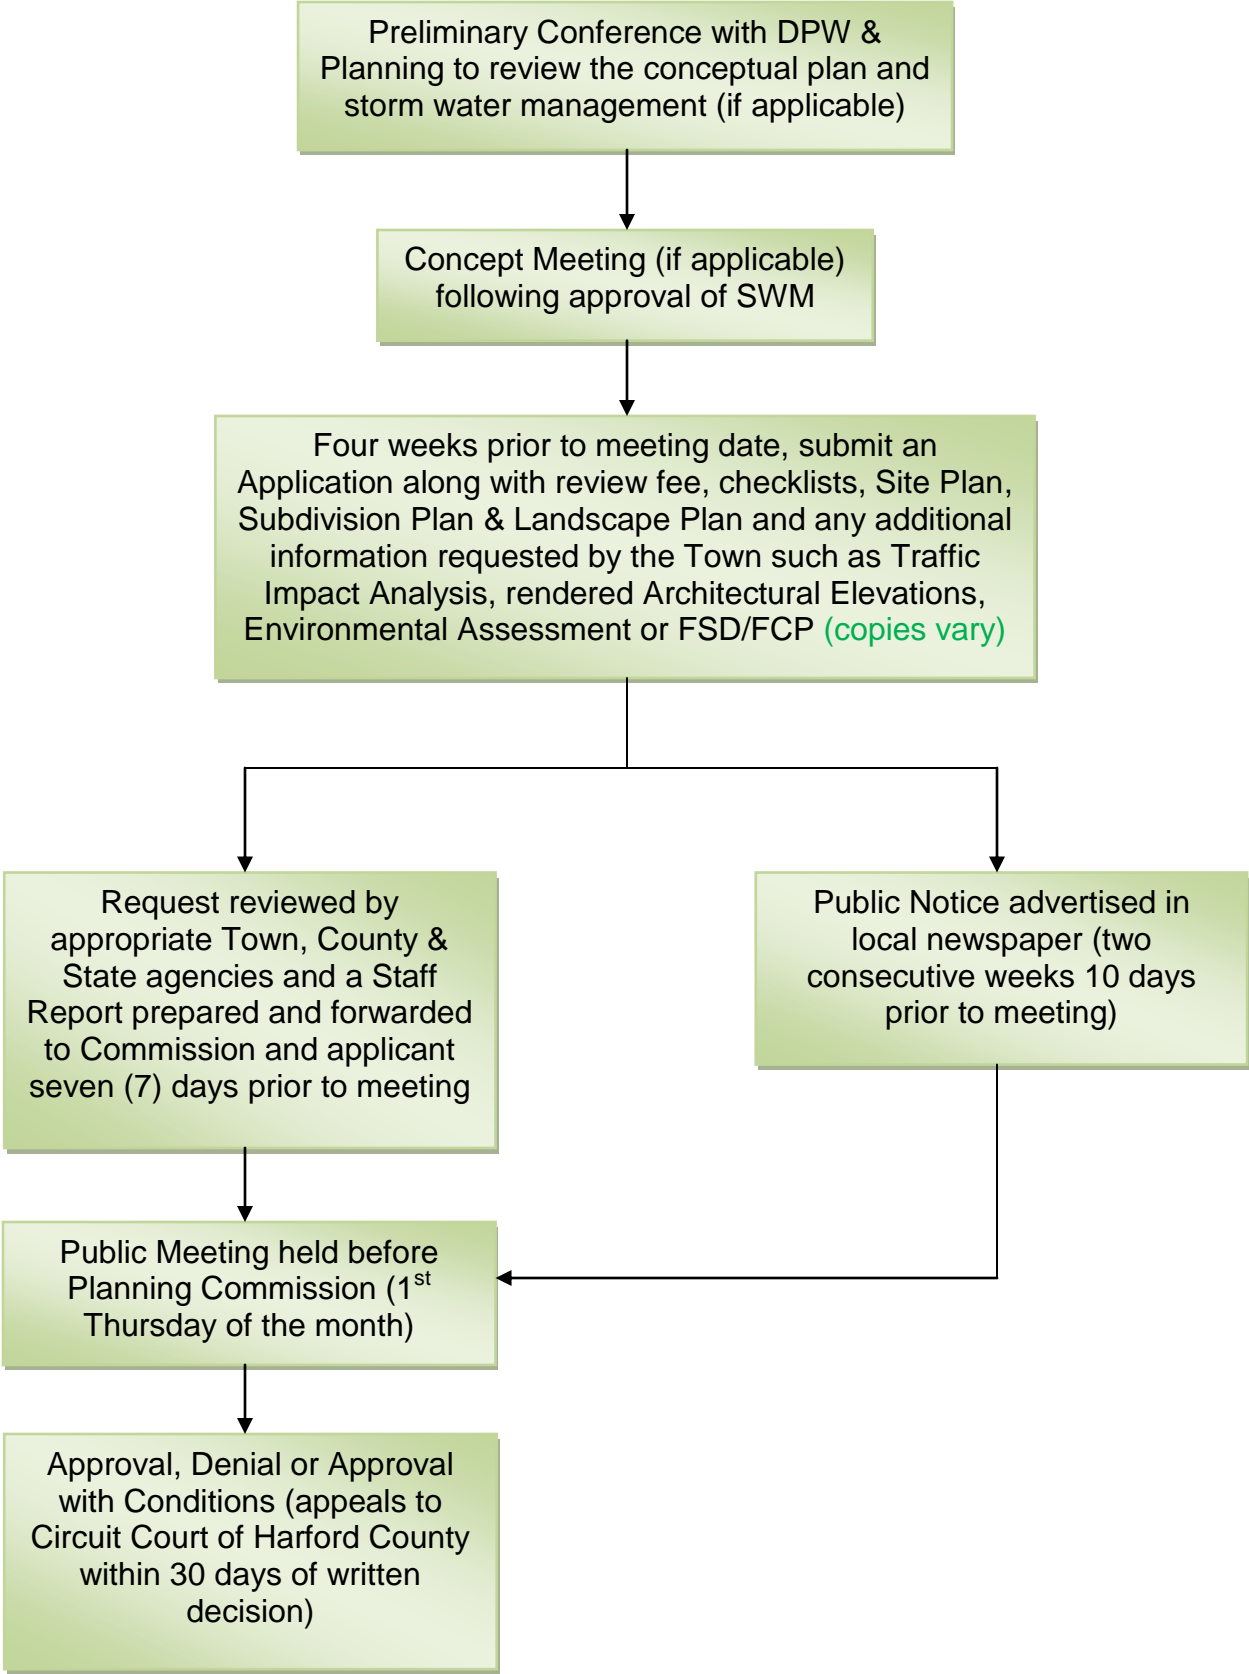 Preliminary Conference with DPW &
Planning to review the conceptual plan and
storm water management (if applicable)
Concept Meeting (if applicable)
following approval of SWM
Four weeks prior to meeting date, submit an
Application along with review fee, checklists, Site Plan,
Subdivision Plan & Landscape Plan and any additional
information requested by the Town such as Traffic
Impact Analysis, rendered Architectural Elevations,
Environmental Assessment or FSD/FCP (copies vary)
Request reviewed by
appropriate Town, County &
State agencies and a Staff
Report prepared and forwarded
to Commission and applicant
seven (7) days prior to meeting
Public Notice advertised in
local newspaper (two
consecutive weeks 10 days
prior to meeting)
Public Meeting held before
Planning Commission (1st
Thursday of the month)
Approval, Denial or Approval
with Conditions (appeals to
Circuit Court of Harford County
within 30 days of written
decision)